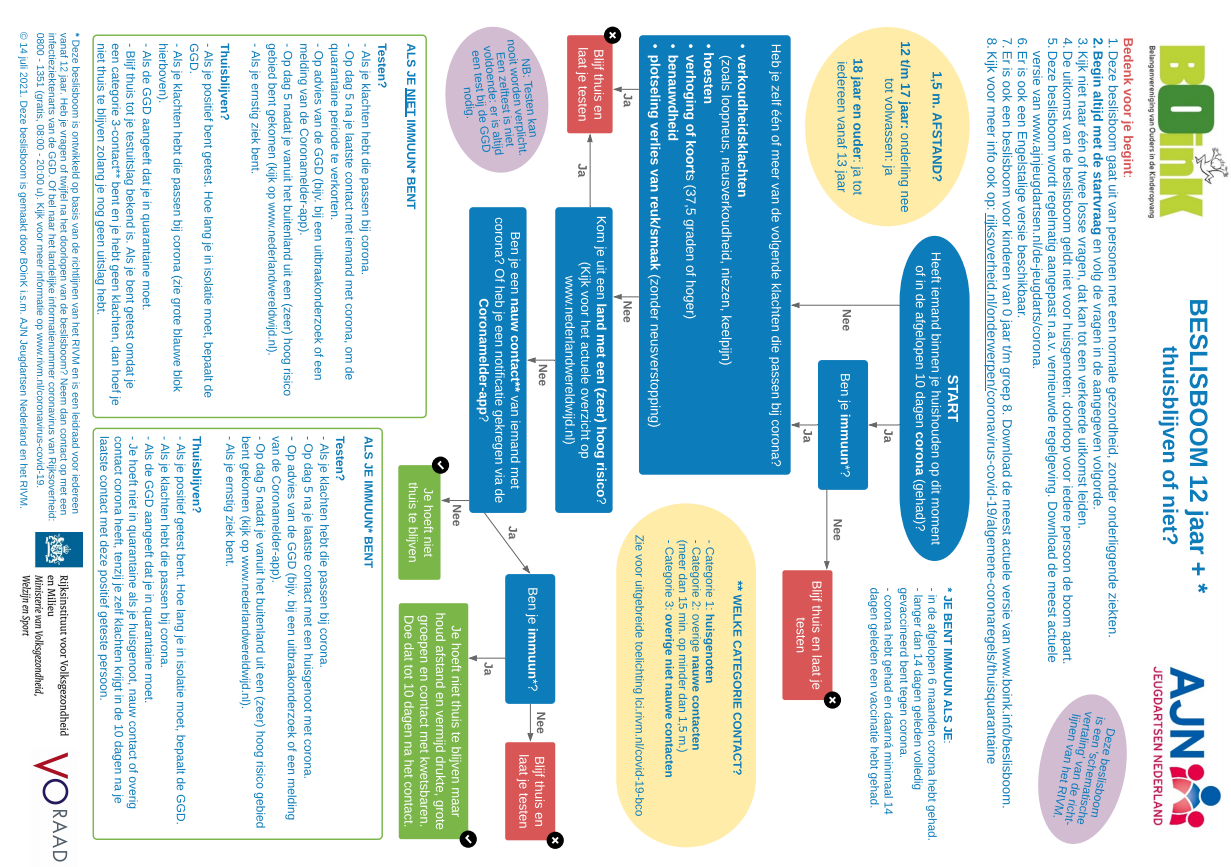 BOinK
Belangenvereniging van Ouders in de Kinderopvang
BESLISBOOM 12 jaar + *
thuisblijven of niet?
AJN
JEUGDARTSEN NEDERLAND
Bedenk voor je begint:
1. Deze beslisboom gaat uit van personen met een normale gezondheid, zonder onderliggende ziekten.
2. Begin altijd met de startvraag en volg de vragen in de aangegeven volgorde.
3. Kijk niet naar één of twee losse vragen, dat kan tot een verkeerde uitkomst leiden.
4. De uitkomst van de beslisboom geldt niet voor huisgenoten; doorloop voor iedere persoon de boom apart.
5. Deze beslisboom wordt regelmatig aangepast n.a.v. vernieuwde regelgeving. Download de meest actuele
versie van www.ajnjeugdartsen.nl/de-jeugdarts/corona.
6. Er is ook een Engelstalige versie beschikbaar.
7. Er is ook een beslisboom voor kinderen van 0 jaar t/m groep 8. Download de meest actuele versie van www.boink.info/beslisboom.
8. Kijk voor meer info ook op: rijksoverheid.nl/onderwerpen/coronavirus-covid-19/algemene-coronaregels/thuisquarantaine
Deze beslisboom
is een 'schematische
vertaling' van de richt-
lijnen van het RIVM.
1,5 m. AFSTAND?
12 t/m 17 jaar: onderling nee
tot volwassen: ja
18 jaar en ouder: ja tot
iedereen vanaf 13 jaar
START
Heeft iemand binnen je huishouden op dit moment
of in de afgelopen 10 dagen corona (gehad)?
* JE BENT IMMUUN ALS JE:
- in de afgelopen 6 maanden corona hebt gehad.
- langer dan 14 dagen geleden volledig
gevaccineerd bent tegen corona.
- corona hebt gehad en daarná minimaal 14
dagen geleden een vaccinatie hebt gehad.
Nee
Ja
Ben je immuun*?
Nee
Ja
Blijf thuis en laat je
testen
Heb je zelf één of meer van de volgende klachten die passen bij corona?
• verkoudheidsklachten
(zoals loopneus, neusverkoudheid, niezen, keelpijn)
• hoesten
• verhoging of koorts (37,5 graden of hoger)
• benauwdheid
• plotseling verlies van reuk/smaak (zonder neusverstopping)
** WELKE CATEGORIE CONTACT?
- Categorie 1: huisgenoten
- Categorie 2: overige nauwe contacten
(meer dan 15 min. op minder dan 1,5 m.)
- Categorie 3: overige niet nauwe contacten
Zie voor uitgebreide toelichting lci.rivm.nl/covid-19-bco
Ja
Nee
Blijf thuis en
laat je testen
Ja
Kom je uit een land met een (zeer) hoog risico?
(Kijk voor het actuele overzicht op
www.nederlandwereldwijd.nl)
Nee
NB: Testen kan
nooit worden verplicht.
Een zelftest is niet
voldoende: er is altijd
een test bij de GGD
nodig.
Ben je een nauw contact** van iemand met
corona? Of heb je een notificatie gekregen via de
Coronamelder-app?
Ja
Nee
Ben je immuun*?
Nee
Ja
Blijf thuis en
laat je testen
Je hoeft niet
thuis te blijven
Je hoeft niet thuis te blijven maar
houd afstand en vermijd drukte, grote
groepen en contact met kwetsbaren.
Doe dat tot 10 dagen na het contact.
ALS JE NIET IMMUUN* BENT
Testen?
- Als je klachten hebt die passen bij corona.
- Op dag 5 na je laatste contact met iemand met corona, om de
quarantaine periode te verkorten.
- Op advies van de GGD (bijv. bij een uitbraakonderzoek of een
melding van de Coronamelder-app).
- Op dag 5 nadat je vanuit het buitenland uit een (zeer) hoog risico
gebied bent gekomen (kijk op www.nederlandwereldwijd.nl).
- Als je ernstig ziek bent.
Thuisblijven?
- Als je positief bent getest. Hoe lang je in isolatie moet, bepaalt de
GGD.
- Als je klachten hebt die passen bij corona (zie grote blauwe blok
hierboven).
- Als de GGD aangeeft dat je in quarantaine moet.
- Blijf thuis tot je testuitslag bekend is. Als je bent getest omdat je
een categorie 3-contact** bent en je hebt geen klachten, dan hoef je
niet thuis te blijven zolang je nog geen uitslag hebt.
ALS JE IMMUUN* BENT
Testen?
- Als je klachten hebt die passen bij corona.
- Op dag 5 na je laatste contact met een huisgenoot met corona.
- Op advies van de GGD (bijv. bij een uitbraakonderzoek of een melding
van de Coronamelder-app).
- Op dag 5 nadat je vanuit het buitenland uit een (zeer) hoog risico gebied
bent gekomen (kijk op www.nederlandwereldwijd.nl).
- Als je ernstig ziek bent.
Thuisblijven?
- Als je positief getest bent. Hoe lang je in isolatie moet, bepaalt de GGD.
- Als je klachten hebt die passen bij corona.
- Als de GGD aangeeft dat je in quarantaine moet.
- Je hoeft niet in quarantaine als je huisgenoot, nauw contact of overig
contact corona heeft, tenzij je zelf klachten krijgt in de 10 dagen na je
laatste contact met deze positief geteste persoon.
* Deze beslisboom is ontwikkeld op basis van de richtlijnen van het RIVM en is een leidraad voor iedereen
vanaf 12 jaar. Heb je vragen of twijfel na het doorlopen van de beslisboom? Neem dan contact op met een
infectieziektenarts van de GGD. Of bel naar het landelijke informatienummer coronavirus van Rijksoverheid:
0800 - 1351 (gratis, 08:00 - 20:00 u). Kijk voor meer informatie op www.rivm.nl/coronavirus-covid-19.
© 14 juli 2021: Deze beslisboom is gemaakt door BOinK i.s.m. AJN Jeugdartsen Nederland en het RIVM.
Rijksinstituut voor Volksgezondheid
en Milieu
Ministerie van Volksgezondheid,
Welzijn en Sport
VO RAAD